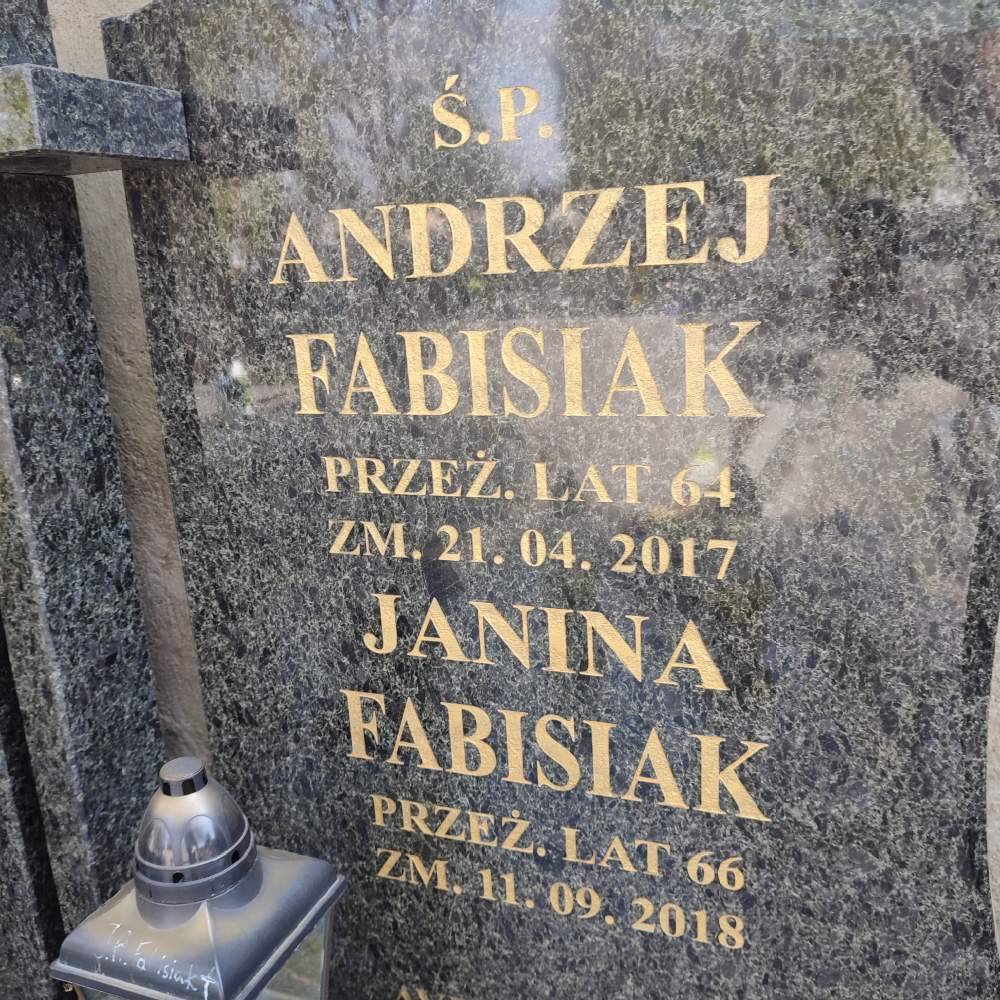 Ś.P.
ANDRZEJ
FABISIAK
PRZEŻ. LAT 64
ZM. 21. 04. 2017
JANINA
FABISIAK
PRZEŻ. LAT 66
ZM. 11. 09. 2018